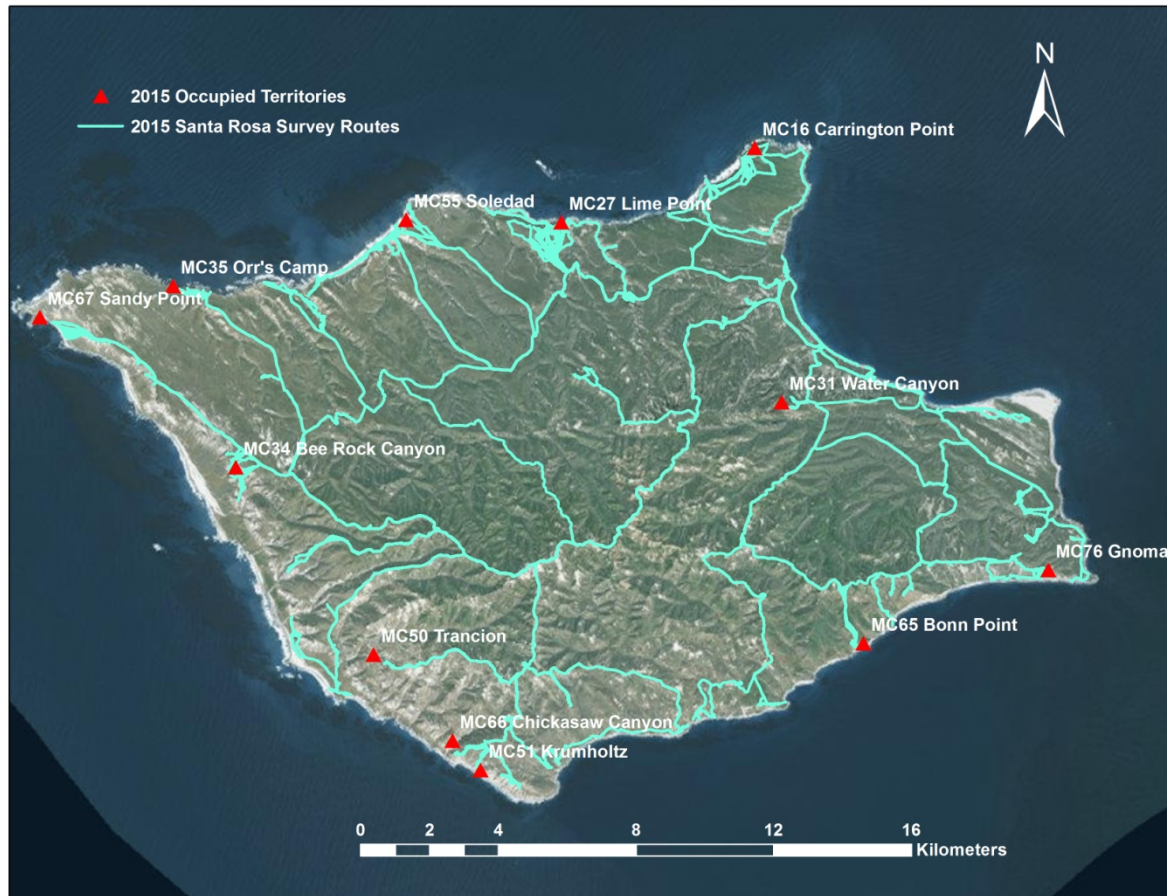 N
2015 Occupied Territories
2015 Santa Rosa Survey Routes
MC16 Carrington Point
MC55 Soledad
MC27 Lime Point
MC35 Orr's Camp
MC67 Sandy Point
MC31 Water Canyon
MC34 Bee Rock Canyon
MC76 Gnoma
MC65 Bonn Point
MC50 Trancion
MC66 Chickasaw Canyon
MC51 Krumholtz
0 2 4 8 12 16
Kilometers